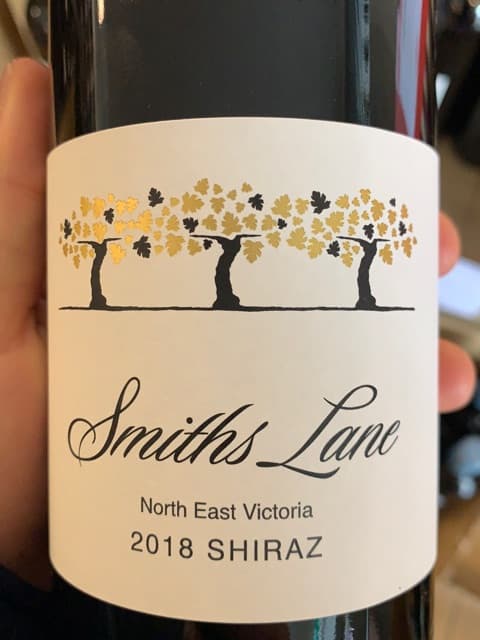 Smiths Lane
North East Victoria
2018 SHIRAZ